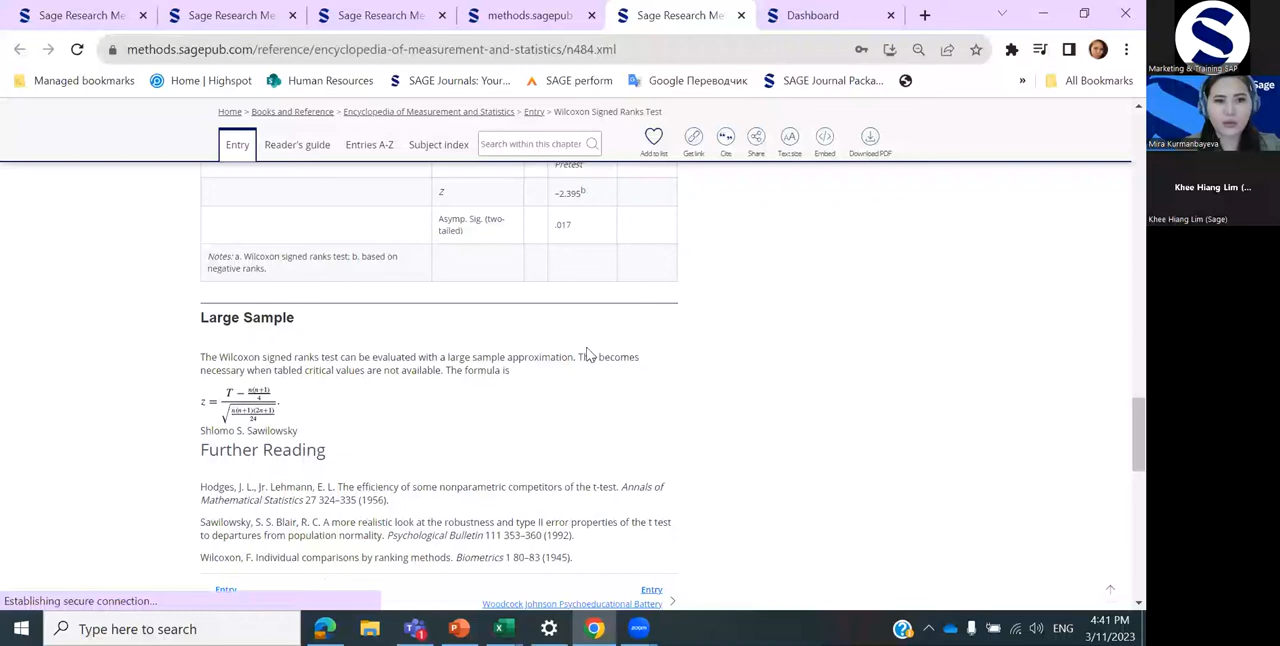 Sage Research Me
Sage Research Me
Sage Research Me
methods.sagepub
Sage Research Me
Dashboard
methods.sagepub.com/reference/encyclopedia-of-measurement-and-statistics/n484.xml
Managed bookmarks
Home | Highspot
Human Resources
SAGE Journal Pack...
SAGE perform
Google Переводчик
SAGE Journal Packa...
»
All Bookmarks
Home > Books and Reference > Encyclopedia of Measurement and Statistics > Entry > Wilcoxon Signed Ranks Test
Entry
Reader's guide
Entries A-Z
Subject index
Search within this chapter
Add to list
Get link
Cite
Share
Text size
Embed
Download PDF
Pretest
Z
−2.395b
Asymp. Sig. (two-
tailed)
.017
Notes: a. Wilcoxon signed ranks test; b. based on
negative ranks.
Large Sample
The Wilcoxon signed ranks test can be evaluated with a large sample approximation. becomes
necessary when tabled critical values are not available. The formula is
z = (T − n(n+1)/4) / √(n(n+1)(2n+1)/24).
Shlomo S. Sawilowsky
Further Reading
Hodges, J. L., Jr. Lehmann, E. L. The efficiency of some nonparametric competitors of the t-test. Annals of
Mathematical Statistics 27 324–335 (1956).
Sawilowsky, S. S. Blair, R. C. A more realistic look at the robustness and type II error properties of the t test
to departures from population normality. Psychological Bulletin 111 353–360 (1992).
Wilcoxon, F. Individual comparisons by ranking methods. Biometrics 1 80–83 (1945).
Entry
Entry
Woodcock Johnson Psychoeducational Battery
Establishing secure connection...
Type here to search
1
zoom
ENG
4:41 PM
3/11/2023
Marketing & Training SAP
Sage
Mira Kurmanbayeva
Khee Hiang Lim (...
Khee Hiang Lim (Sage)